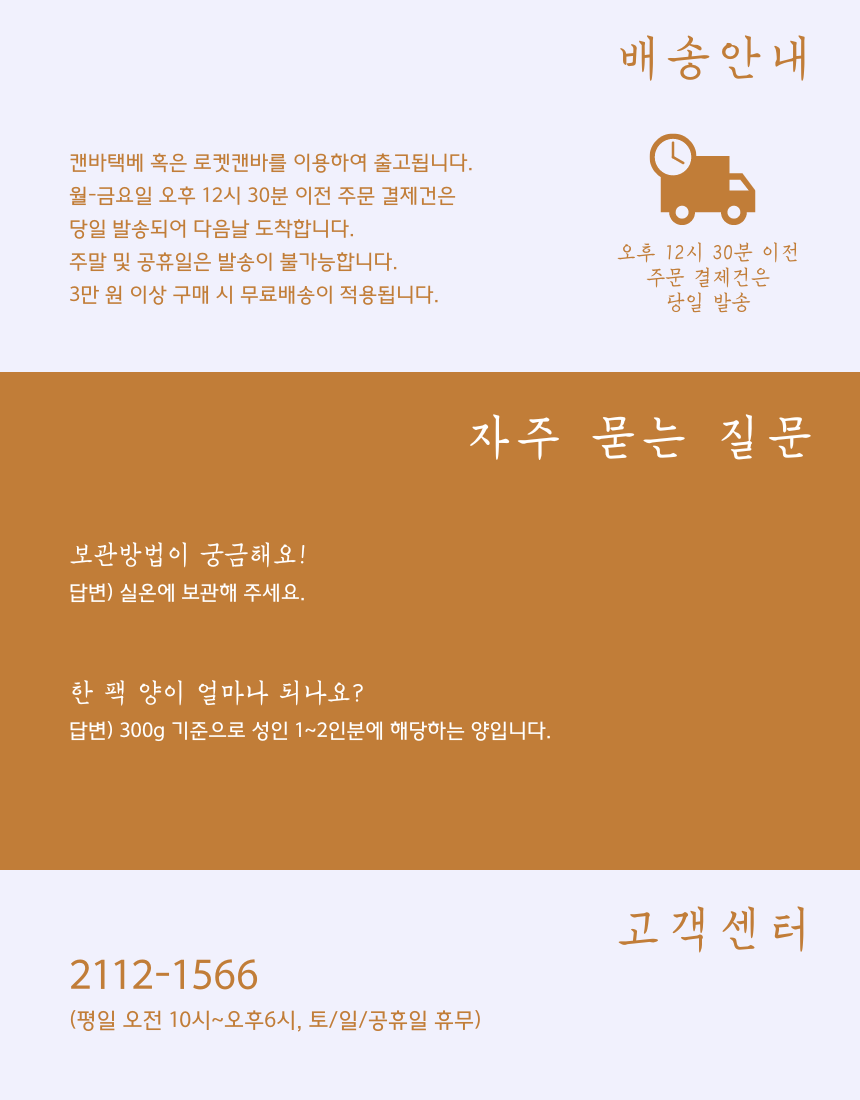 배송안내
캔바택베 혹은 로켓캔바를 이용하여 출고됩니다.
월-금요일 오후 12시 30분 이전 주문 결제건은
당일 발송되어 다음날 도착합니다.
주말 및 공휴일은 발송이 불가능합니다.
3만 원 이상 구매 시 무료배송이 적용됩니다.
오후 12시 30분 이전
주문 결제건은
당일 발송
자주 묻는 질문
보관방법이 궁금해요!
답변) 실온에 보관해 주세요.
한 팩 양이 얼마나 되나요?
답변) 300g 기준으로 성인 1~2인분에 해당하는 양입니다.
고객센터
2112-1566
(평일 오전 10시~오후6시, 토/일/공휴일 휴무)